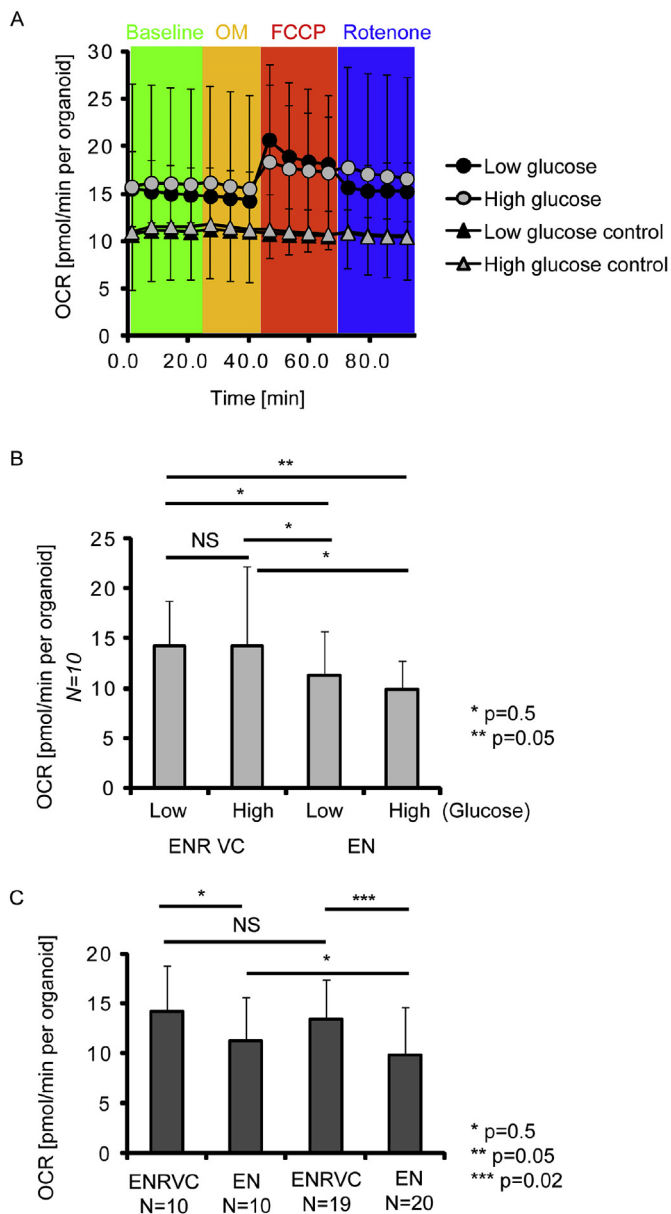 A
Baseline OM FCCP Rotenone
OCR [pmol/min per organoid]
30
25
20
15
10
5
0
0.0 20.0 40.0 60.0 80.0
Time [min]
Low glucose
High glucose
Low glucose control
High glucose control
B
**
*
NS *
*
OCR [pmol/min per organoid]
N=10
25
20
15
10
5
0
Low High Low High (Glucose)
ENR VC EN
* p=0.5
** p=0.05
C
* ***
NS
*
OCR [pmol/min per organoid]
20
15
10
5
0
ENRVC EN ENRVC EN
N=10 N=10 N=19 N=20
* p=0.5
** p=0.05
*** p=0.02